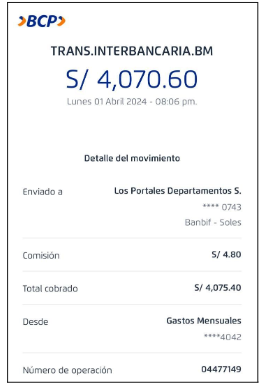 BCP
TRANS.INTERBANCARIA.BM
S/ 4,070.60
Lunes 01 Abril 2024 - 08:06 pm.
Detalle del movimiento
Enviado a Los Portales Departamentos S.
**** 0743
Banbif - Soles
Comisión S/ 4.80
Total cobrado S/ 4,075.40
Desde Gastos Mensuales
****4042
Número de operación 04477149